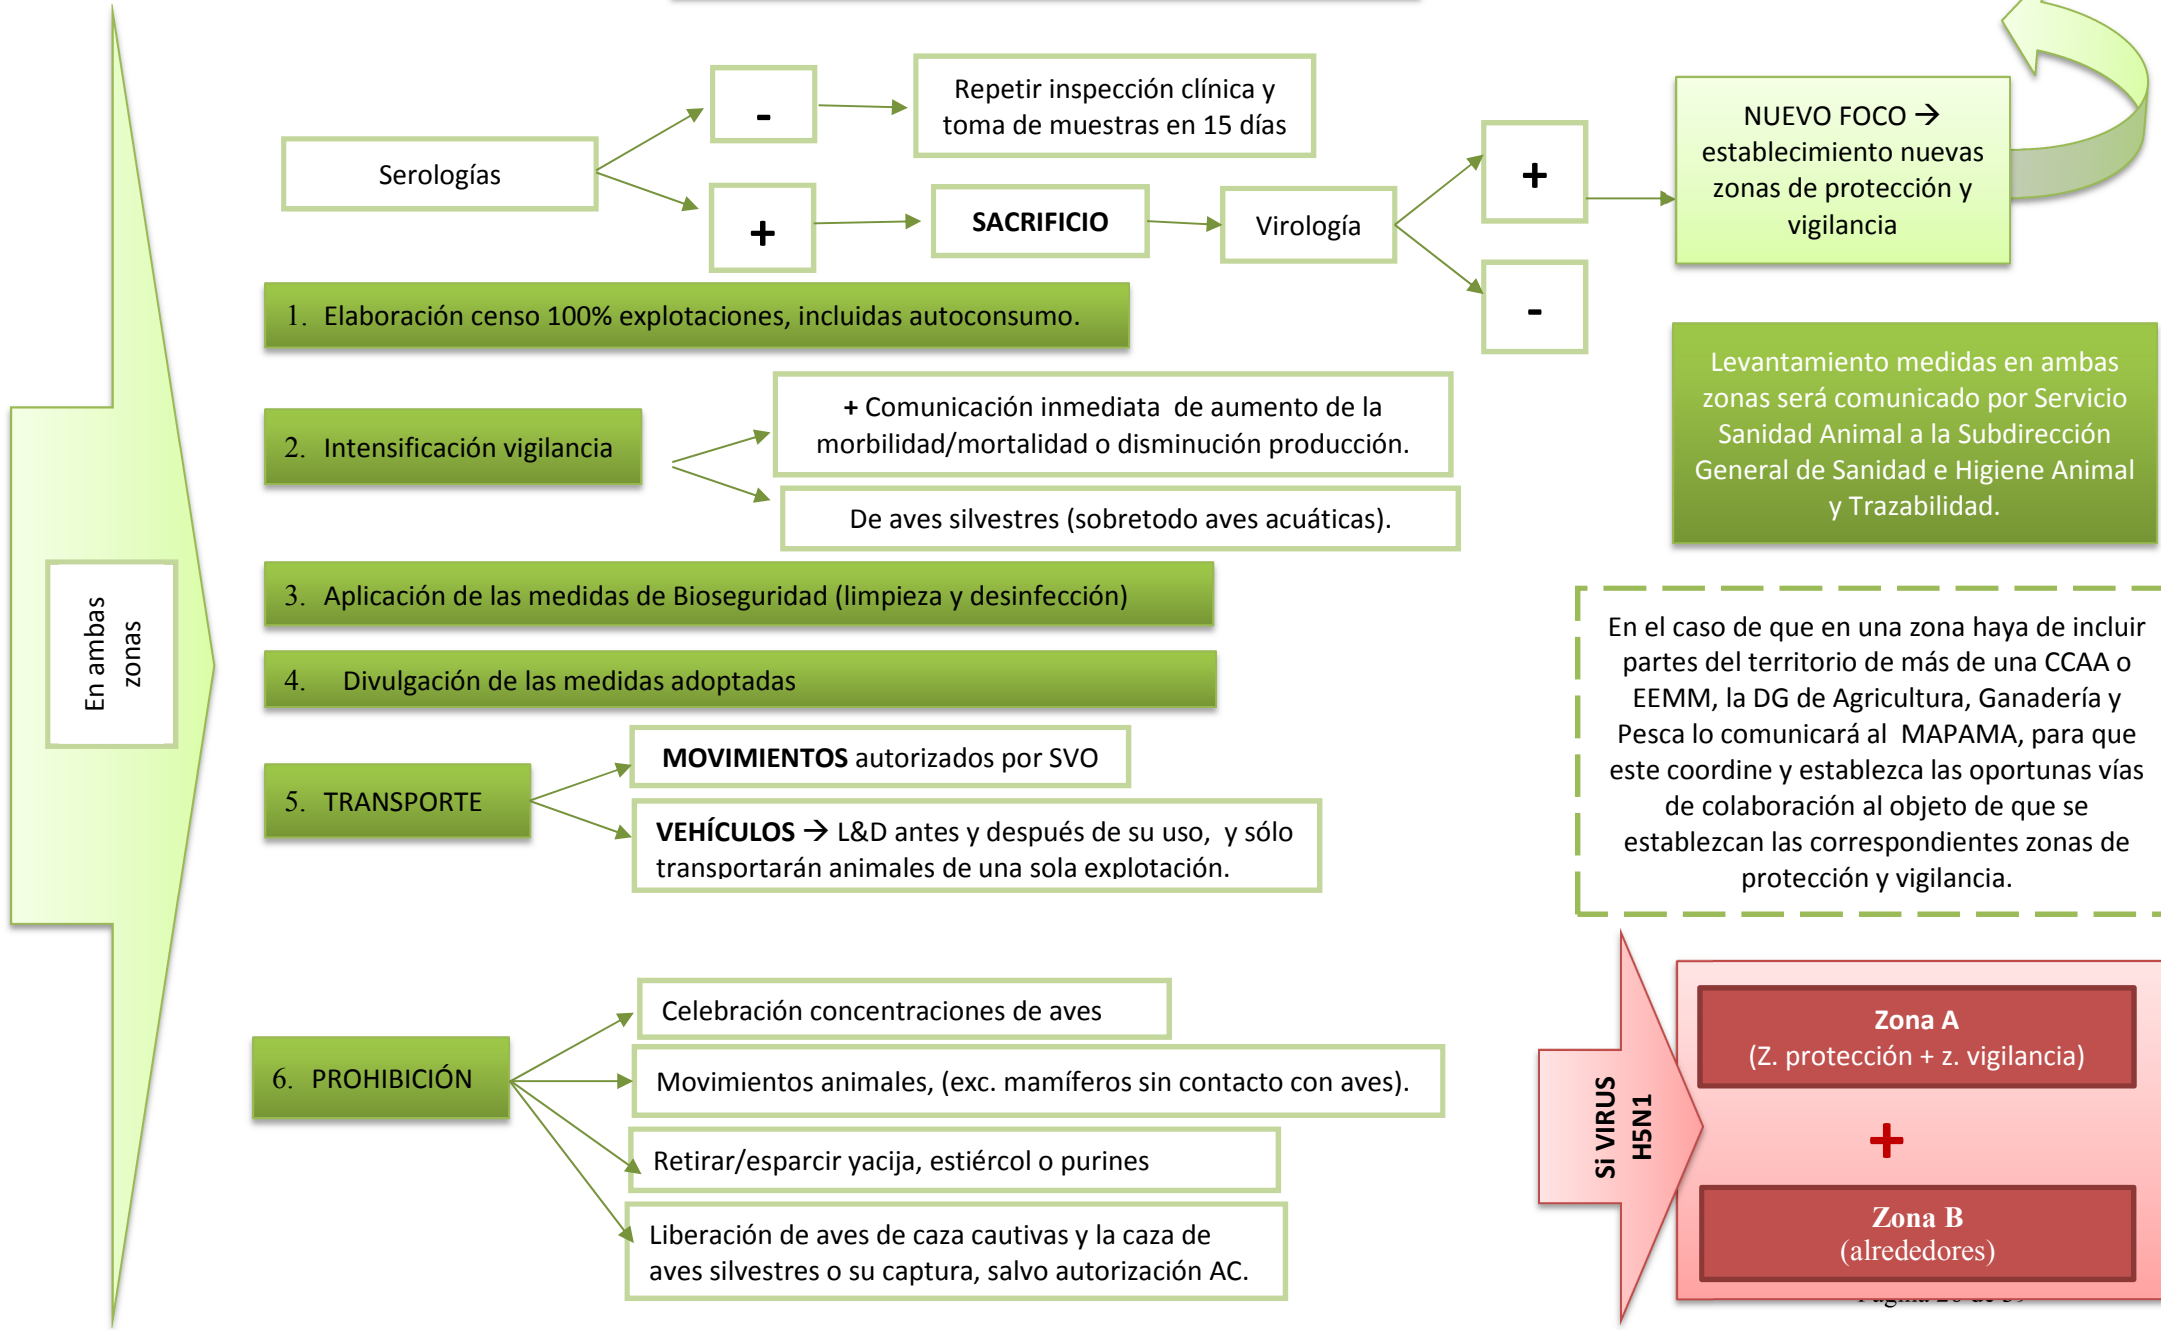 -
Repetir inspección clínica y
toma de muestras en 15 días
Serologías
+
SACRIFICIO
Virología
+
-
NUEVO FOCO →
establecimiento nuevas
zonas de protección y
vigilancia
1. Elaboración censo 100% explotaciones, incluidas autoconsumo.
2. Intensificación vigilancia
+ Comunicación inmediata de aumento de la
morbilidad/mortalidad o disminución producción.
De aves silvestres (sobretodo aves acuáticas).
Levantamiento medidas en ambas
zonas será comunicado por Servicio
Sanidad Animal a la Subdirección
General de Sanidad e Higiene Animal
y Trazabilidad.
En ambas
zonas
3. Aplicación de las medidas de Bioseguridad (limpieza y desinfección)
4. Divulgación de las medidas adoptadas
5. TRANSPORTE
MOVIMIENTOS autorizados por SVO
VEHÍCULOS → L&D antes y después de su uso, y sólo
transportarán animales de una sola explotación.
En el caso de que en una zona haya de incluir
partes del territorio de más de una CCAA o
EEMM, la DG de Agricultura, Ganadería y
Pesca lo comunicará al MAPAMA, para que
este coordine y establezca las oportunas vías
de colaboración al objeto de que se
establezcan las correspondientes zonas de
protección y vigilancia.
6. PROHIBICIÓN
Celebración concentraciones de aves
Movimientos animales, (exc. mamíferos sin contacto con aves).
Retirar/esparcir yacija, estiércol o purines
Liberación de aves de caza cautivas y la caza de
aves silvestres o su captura, salvo autorización AC.
Si VIRUS
H5N1
Zona A
(Z. protección + z. vigilancia)
+
Zona B
(alrededores)